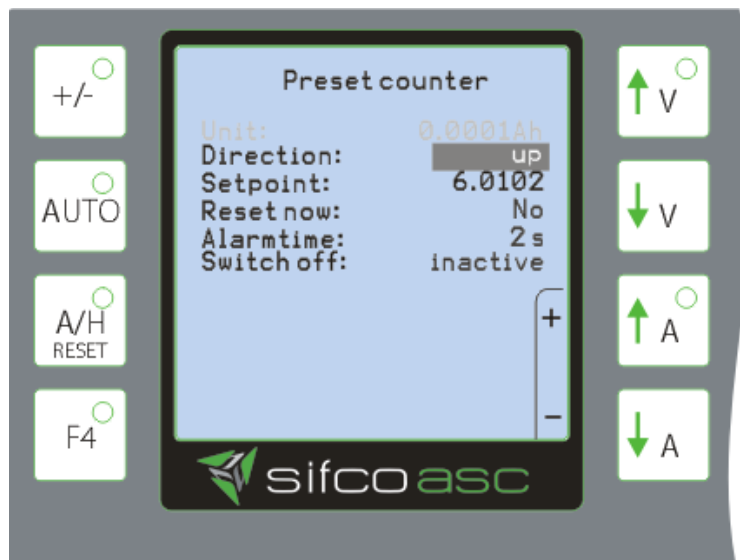 Preset counter
Unit: 0.0001Ah
Direction: up
Setpoint: 6.0102
Reset now: No
Alarmtime: 2 s
Switch off: inactive
+
−
+/-
AUTO
A/H
RESET
F4
V
V
A
A
sifco asc